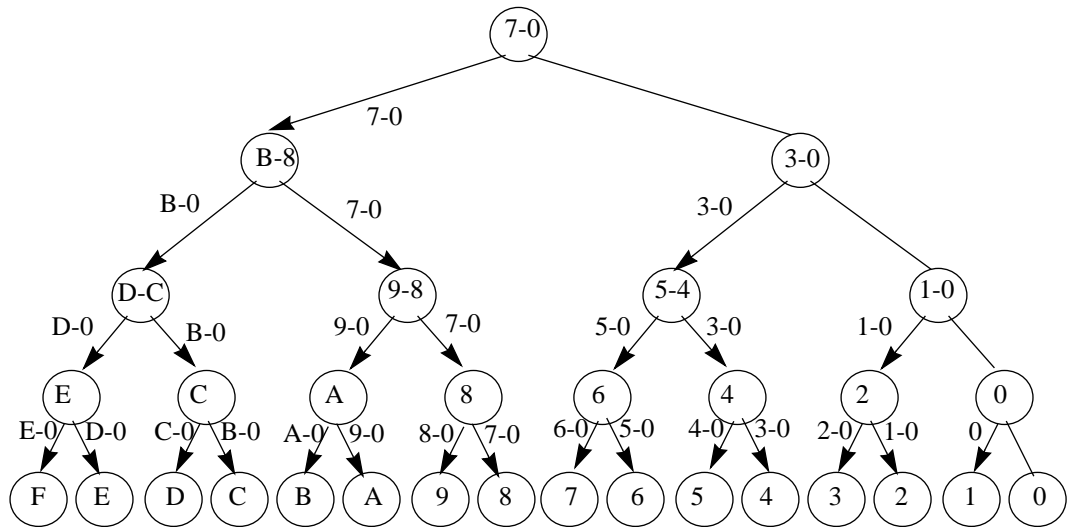 7-0
7-0
B-8 3-0
B-0 7-0 3-0
D-C 9-8 5-4 1-0
D-0 B-0 9-0 7-0 5-0 3-0 1-0
E C A 8 6 4 2 0
E-0 D-0 C-0 B-0 A-0 9-0 8-0 7-0 6-0 5-0 4-0 3-0 2-0 1-0 0
F E D C B A 9 8 7 6 5 4 3 2 1 0